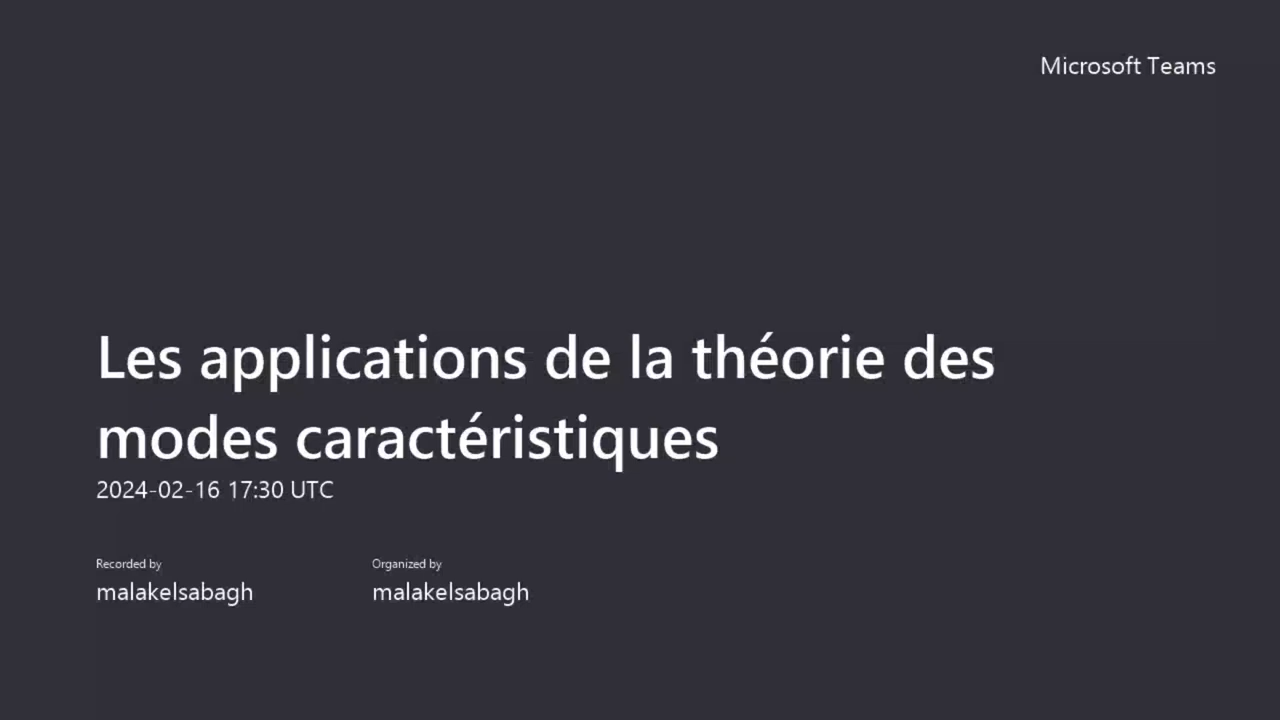 Microsoft Teams
Les applications de la théorie des
modes caractéristiques
2024-02-16 17:30 UTC
Recorded by
malakelsabagh
Organized by
malakelsabagh